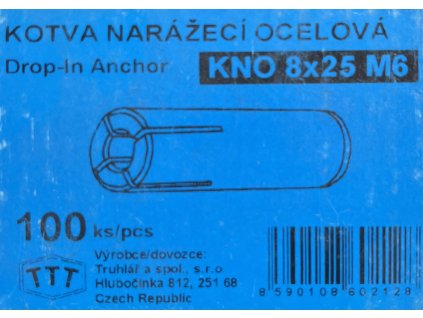 KOTVA NARÁŽECÍ OCELOVÁ
Drop-In Anchor KNO 8x25 M6
100 ks/pcs
Výrobce/dovozce:
Truhlář a spol., s.r.o
Hlubočinka 812, 251 68
Czech Republic
TTT
8 590108 602128